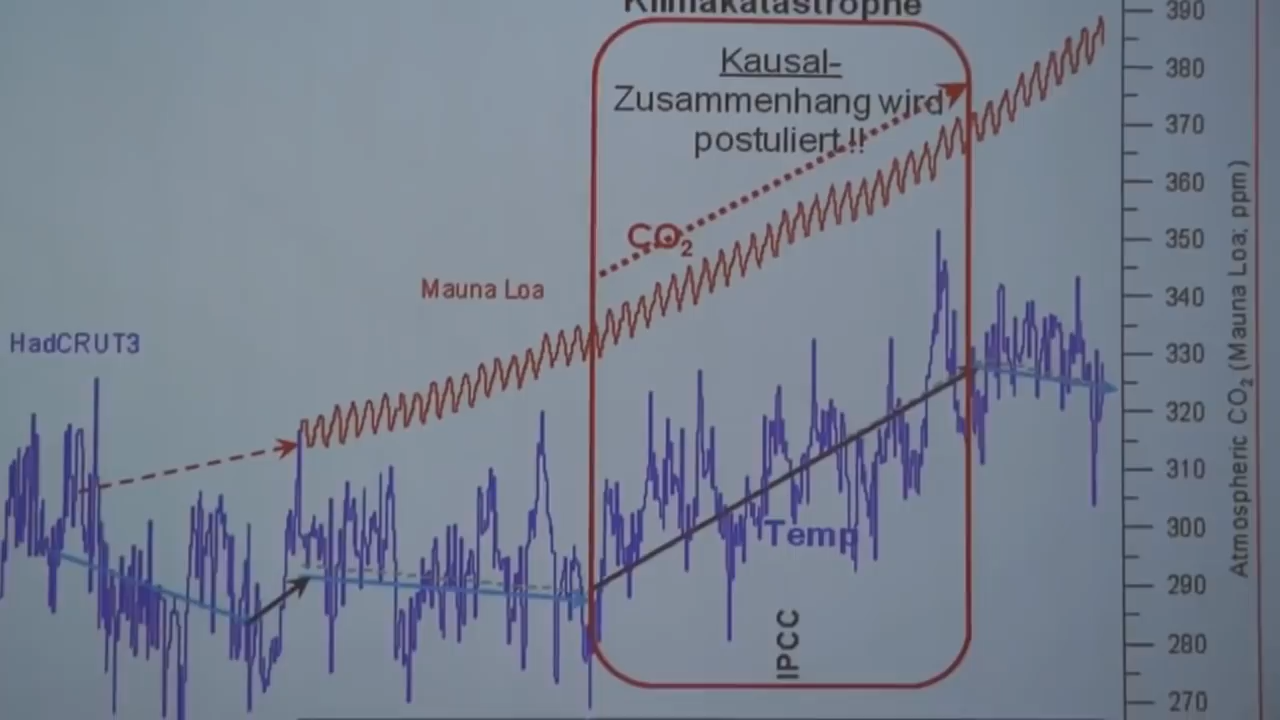 Klimakatastrophe
Kausal-
Zusammenhang wird
postuliert !!
CO₂
Mauna Loa
HadCRUT3
Temp
IPCC
390
380
370
360
350
340
330
320
310
300
290
280
270
Atmospheric CO₂ (Mauna Loa; ppm)